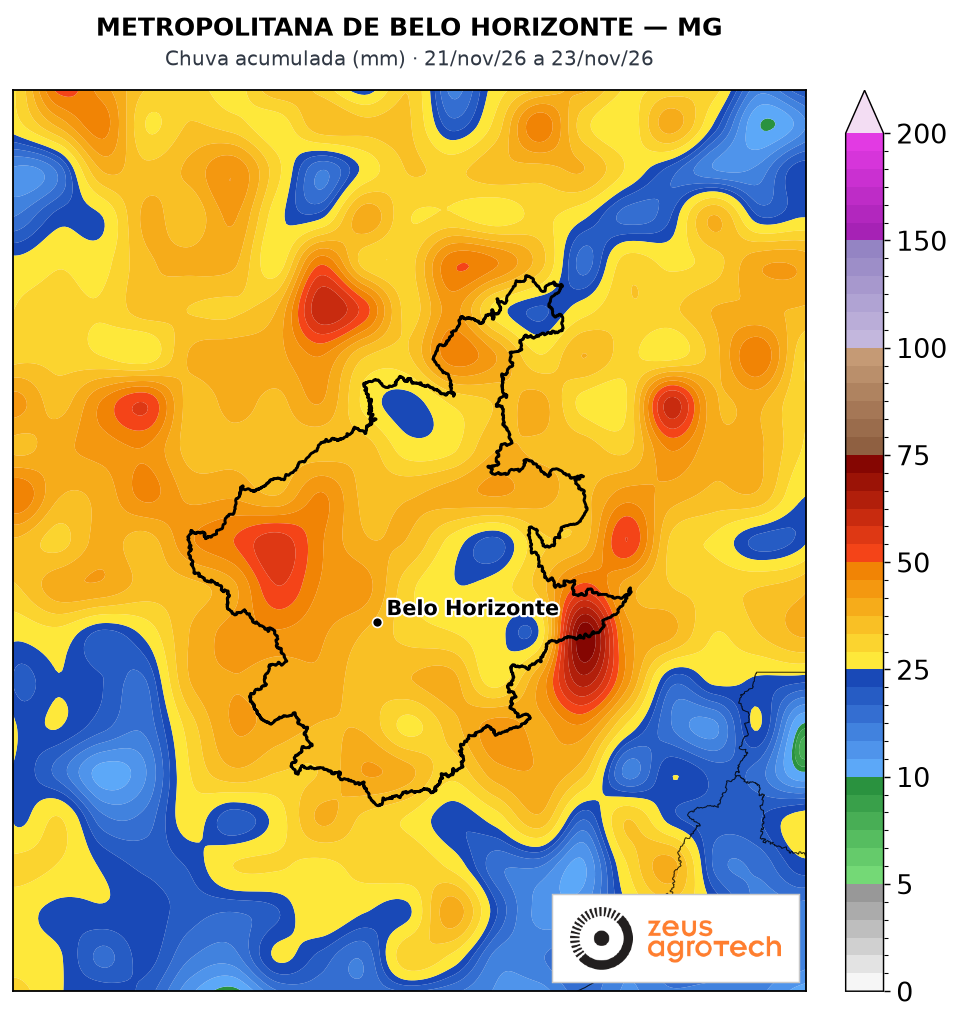 METROPOLITANA DE BELO HORIZONTE — MG
Chuva acumulada (mm) · 21/nov/26 a 23/nov/26
200
150
100
75
50
25
10
5
0
Belo Horizonte
zeus
agrotech